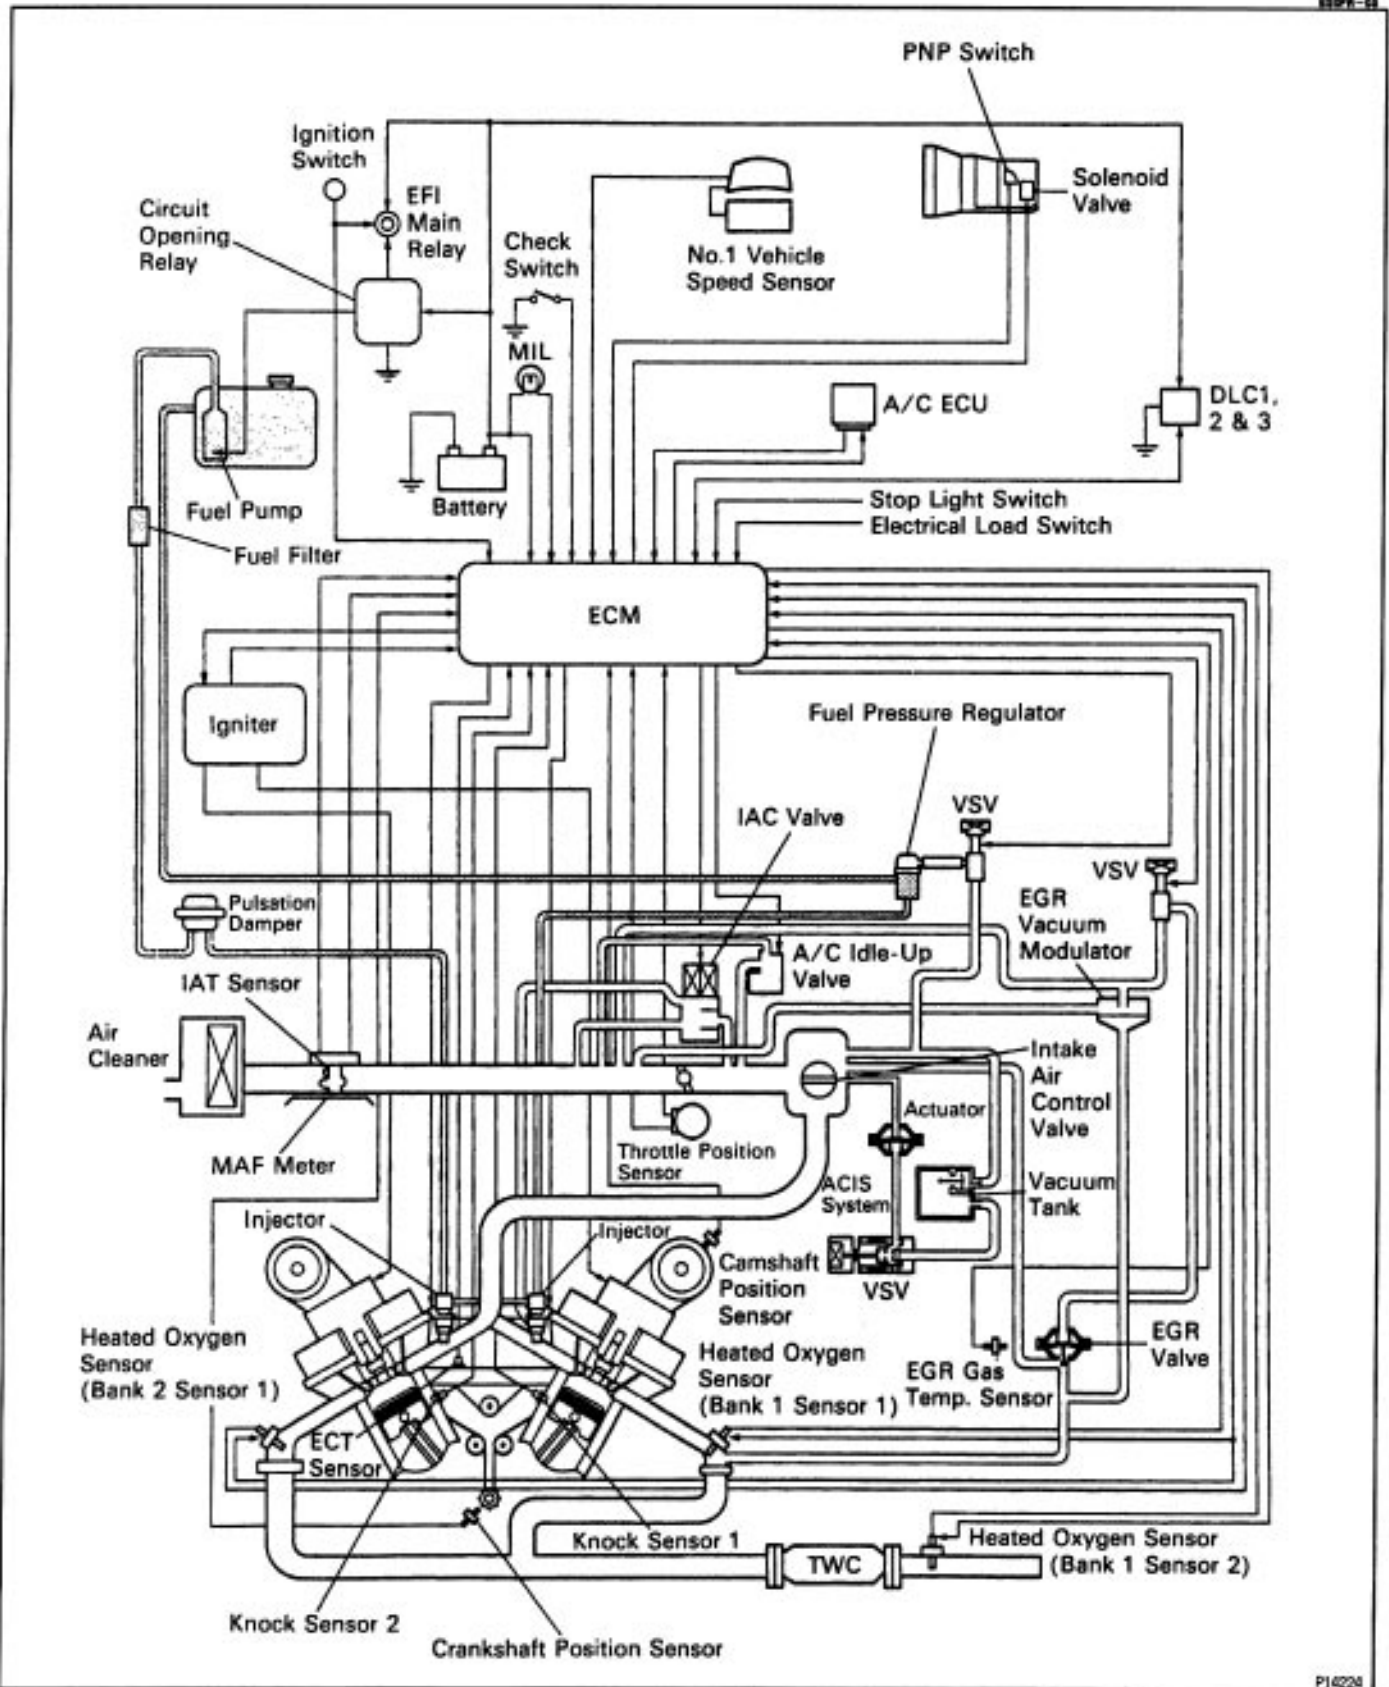 PNP Switch
Ignition
Switch
EFI
Main
Relay
Circuit
Opening
Relay
Check
Switch
No.1 Vehicle
Speed Sensor
Solenoid
Valve
MIL
A/C ECU
DLC1,
2 & 3
Battery
Fuel Pump
Fuel Filter
Stop Light Switch
Electrical Load Switch
ECM
Igniter
Fuel Pressure Regulator
VSV
IAC Valve
VSV
EGR
Vacuum
Modulator
Pulsation
Damper
A/C Idle-Up
Valve
IAT Sensor
Air
Cleaner
Intake
Air
Control
Valve
Actuator
MAF Meter
Throttle Position
Sensor
ACIS
System
Vacuum
Tank
Injector
Injector
Camshaft
Position
Sensor
VSV
Heated Oxygen
Sensor
(Bank 2 Sensor 1)
Heated Oxygen
Sensor
(Bank 1 Sensor 1)
EGR
Valve
EGR Gas
Temp. Sensor
ECT
Sensor
Knock Sensor 1
Heated Oxygen Sensor
(Bank 1 Sensor 2)
TWC
Knock Sensor 2
Crankshaft Position Sensor
P14224